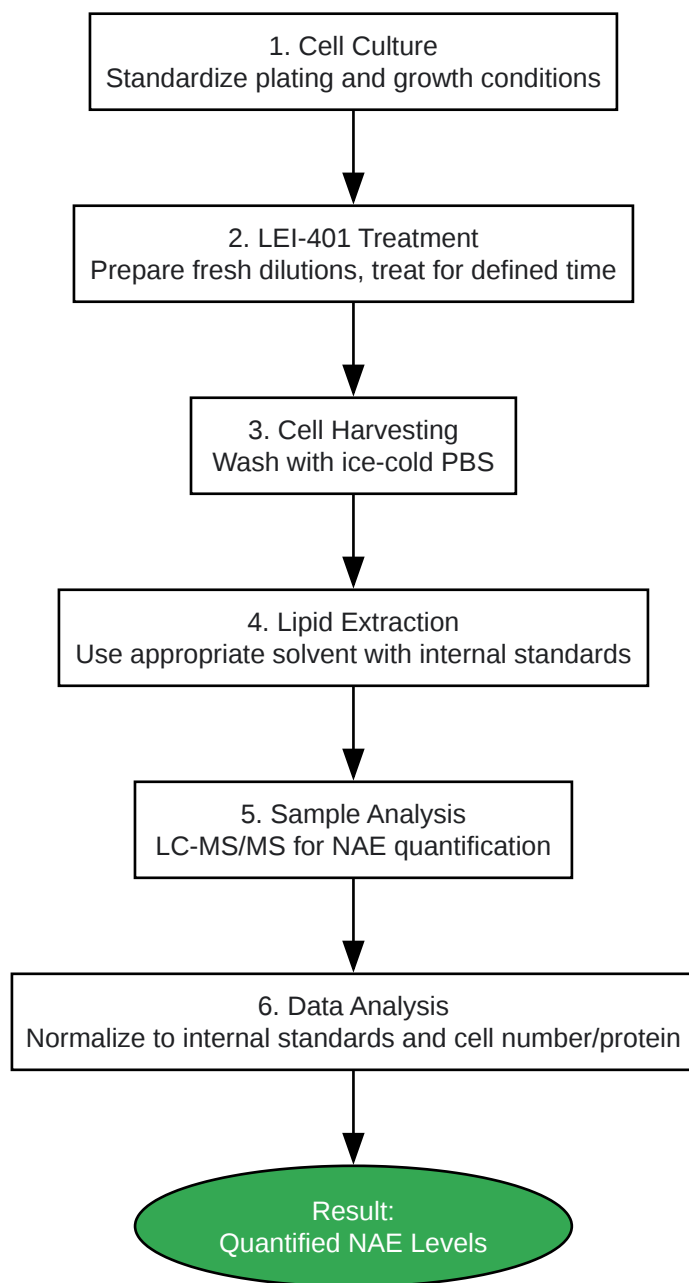 1. Cell Culture
Standardize plating and growth conditions
2. LEI-401 Treatment
Prepare fresh dilutions, treat for defined time
3. Cell Harvesting
Wash with ice-cold PBS
4. Lipid Extraction
Use appropriate solvent with internal standards
5. Sample Analysis
LC-MS/MS for NAE quantification
6. Data Analysis
Normalize to internal standards and cell number/protein
Result:
Quantified NAE Levels